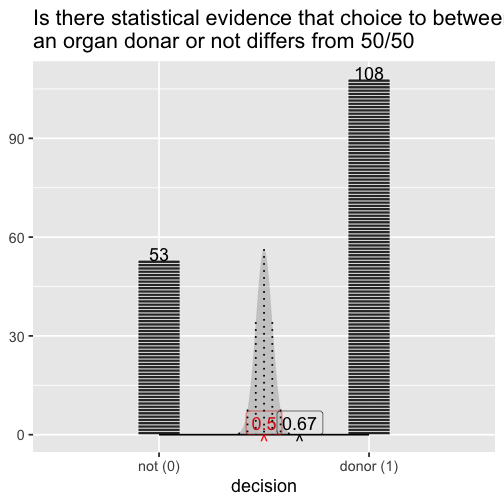 Is there statistical evidence that choice to betwee
an organ donar or not differs from 50/50
108
90
60
53
30
0.5
0.67
0
^
^
not (0)
donor (1)
decision